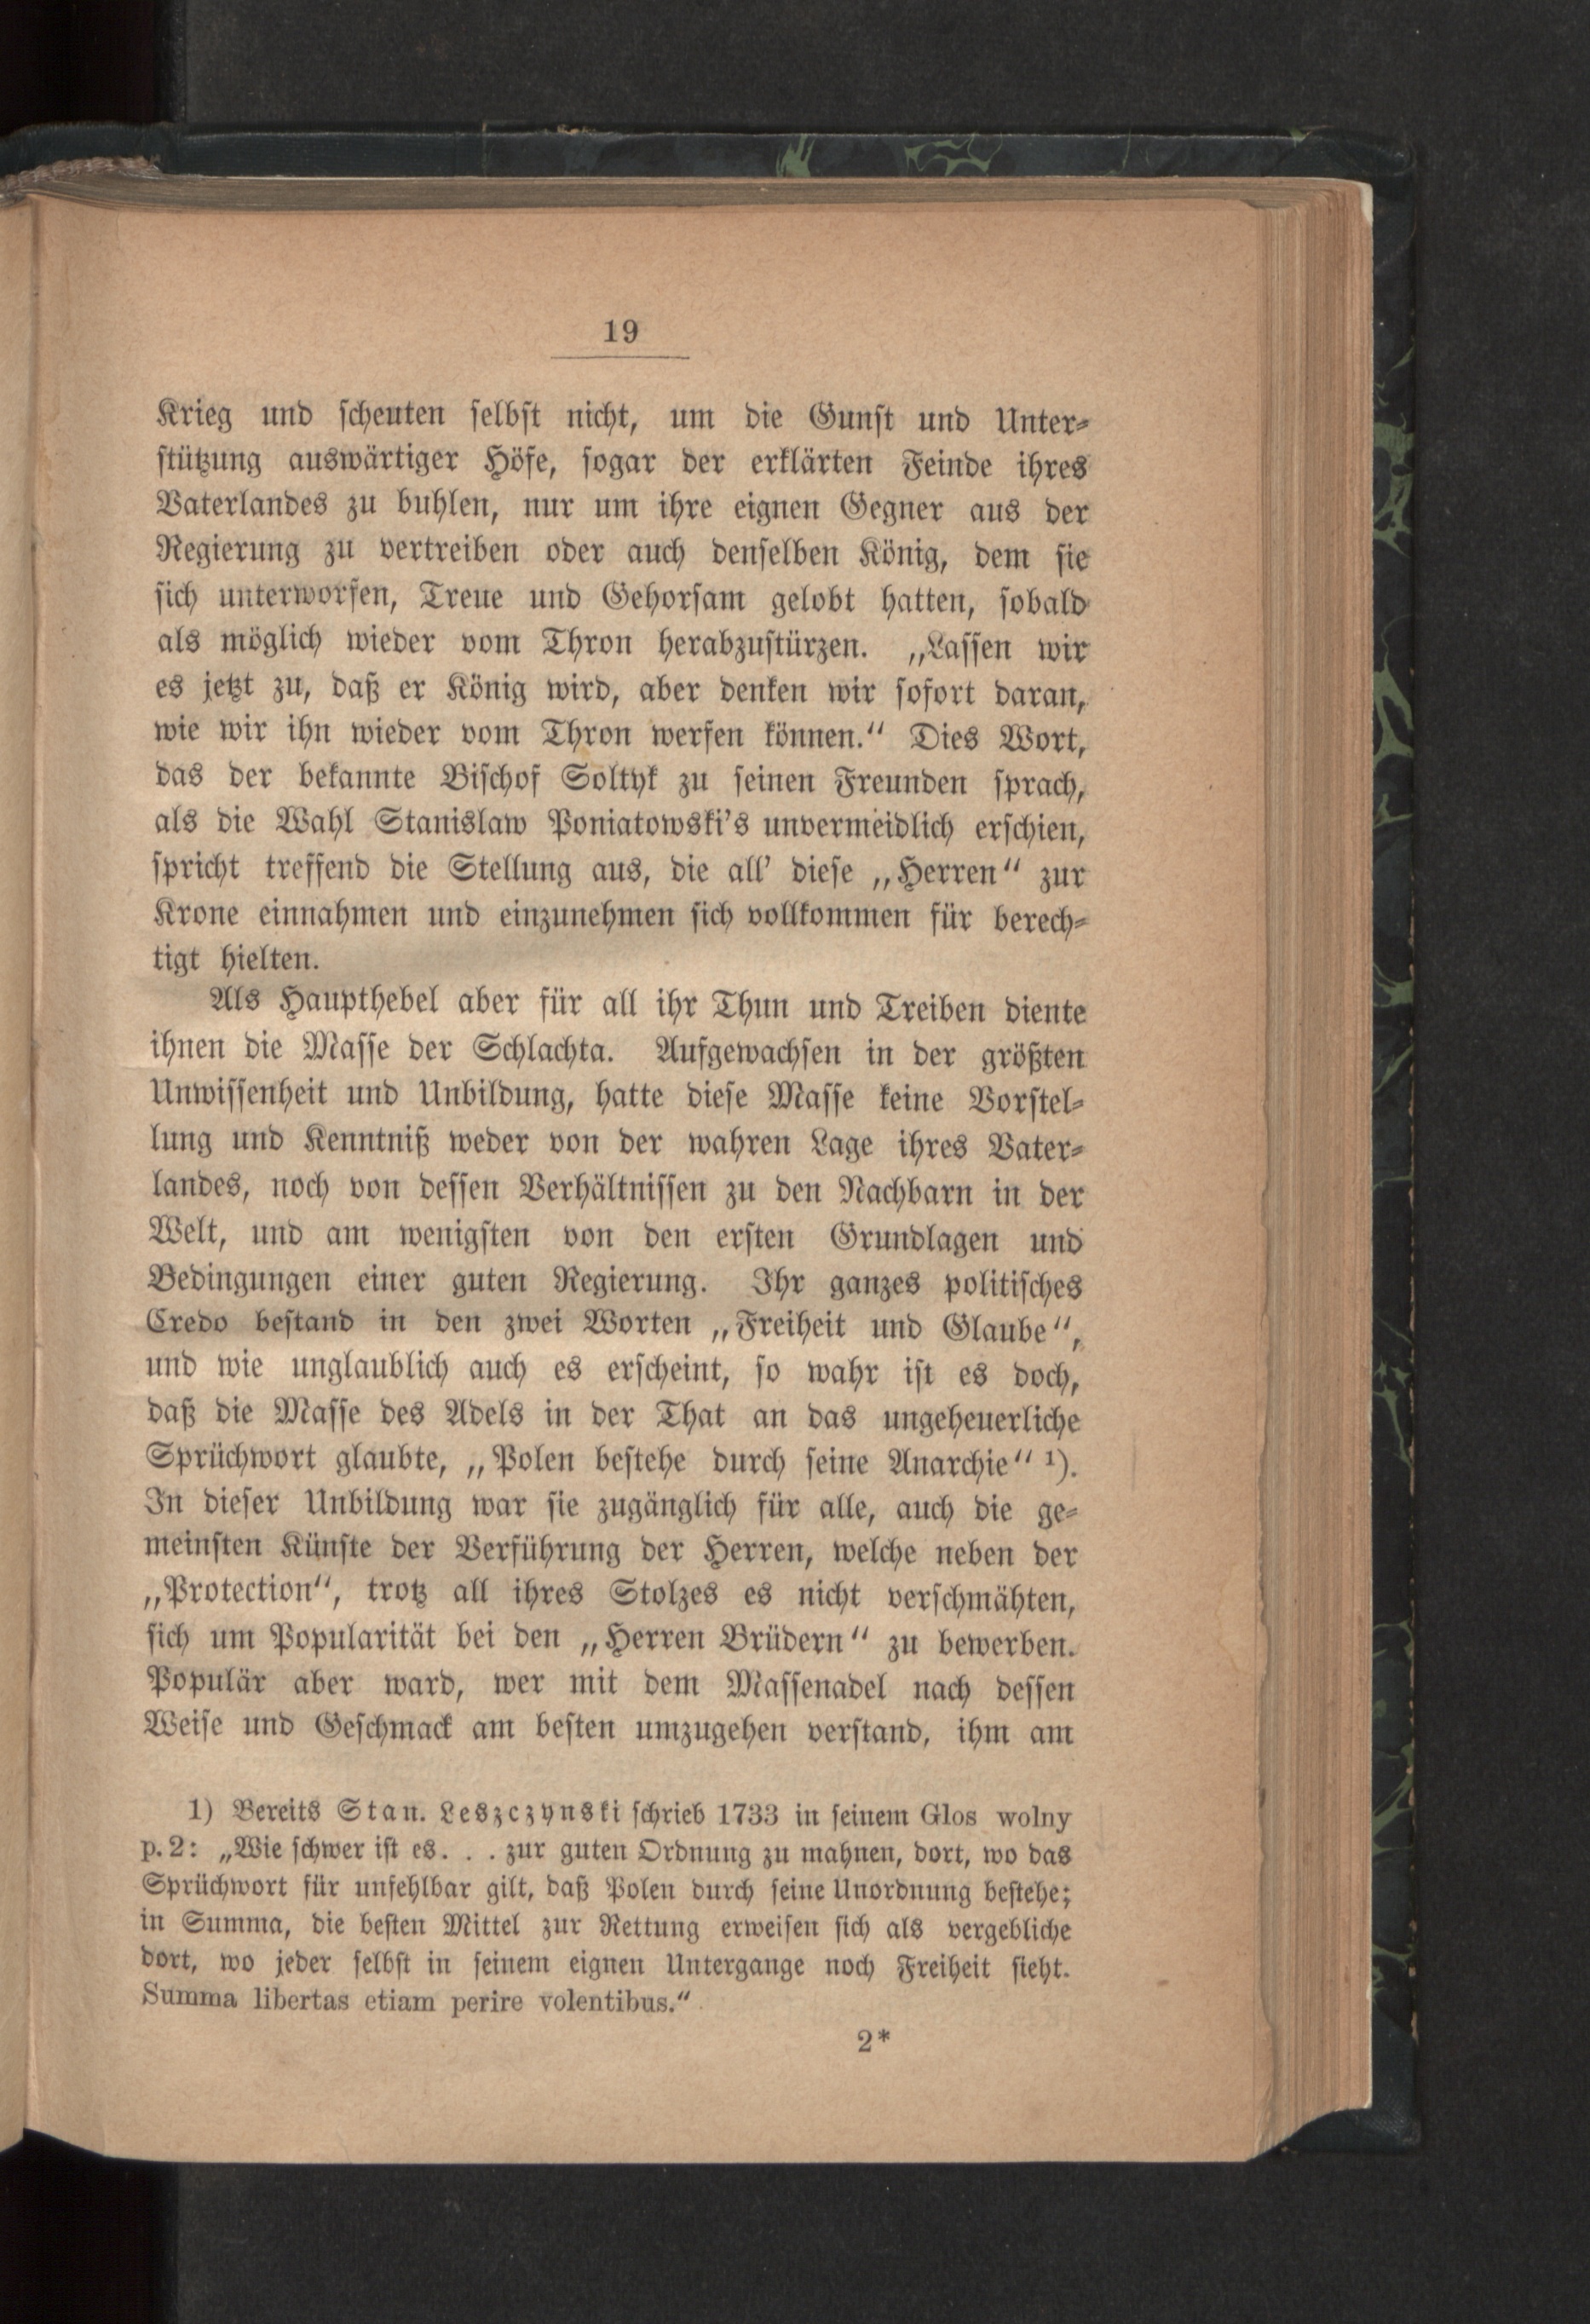 19
Krieg und scheuten selbst nicht, um die Gunst und Unter-
stützung auswärtiger Höfe, sogar der erklärten Feinde ihres
Vaterlandes zu buhlen, nur um ihre eignen Gegner aus der
Regierung zu vertreiben oder auch denselben König, dem sie
sich unterworfen, Treue und Gehorsam gelobt hatten, sobald
als möglich wieder vom Thron herabzustürzen. „Lassen wir
es jetzt zu, daß er König wird, aber denken wir sofort daran,
wie wir ihn wieder vom Thron werfen können.“ Dies Wort,
das der bekannte Bischof Soltyk zu seinen Freunden sprach,
als die Wahl Stanislaw Poniatowski's unvermeidlich erschien,
spricht treffend die Stellung aus, die all' diese „Herren“ zur
Krone einnahmen und einzunehmen sich vollkommen für berech-
tigt hielten.
Als Haupthebel aber für all ihr Thun und Treiben diente
ihnen die Masse der Schlachta. Aufgewachsen in der größten
Unwissenheit und Unbildung, hatte diese Masse keine Vorstel-
lung und Kenntniß weder von der wahren Lage ihres Vater-
landes, noch von dessen Verhältnissen zu den Nachbarn in der
Welt, und am wenigsten von den ersten Grundlagen und
Bedingungen einer guten Regierung. Ihr ganzes politisches
Credo bestand in den zwei Worten „Freiheit und Glaube“,
und wie unglaublich auch es erscheint, so wahr ist es doch,
daß die Masse des Adels in der That an das ungeheuerliche
Sprüchwort glaubte, „Polen bestehe durch seine Anarchie“ ¹).
In dieser Unbildung war sie zugänglich für alle, auch die ge-
meinsten Künste der Verführung der Herren, welche neben der
„Protection“, trotz all ihres Stolzes es nicht verschmähten,
sich um Popularität bei den „Herren Brüdern“ zu bewerben.
Populär aber ward, wer mit dem Massenadel nach dessen
Weise und Geschmack am besten umzugehen verstand, ihm am
1) Bereits Stan. Leszczynski schrieb 1733 in seinem Glos wolny
p. 2: „Wie schwer ist es. . . zur guten Ordnung zu mahnen, dort, wo das
Sprüchwort für unfehlbar gilt, daß Polen durch seine Unordnung bestehe;
in Summa, die besten Mittel zur Rettung erweisen sich als vergebliche
dort, wo jeder selbst in seinem eignen Untergange noch Freiheit sieht.
Summa libertas etiam perire volentibus.“
2*